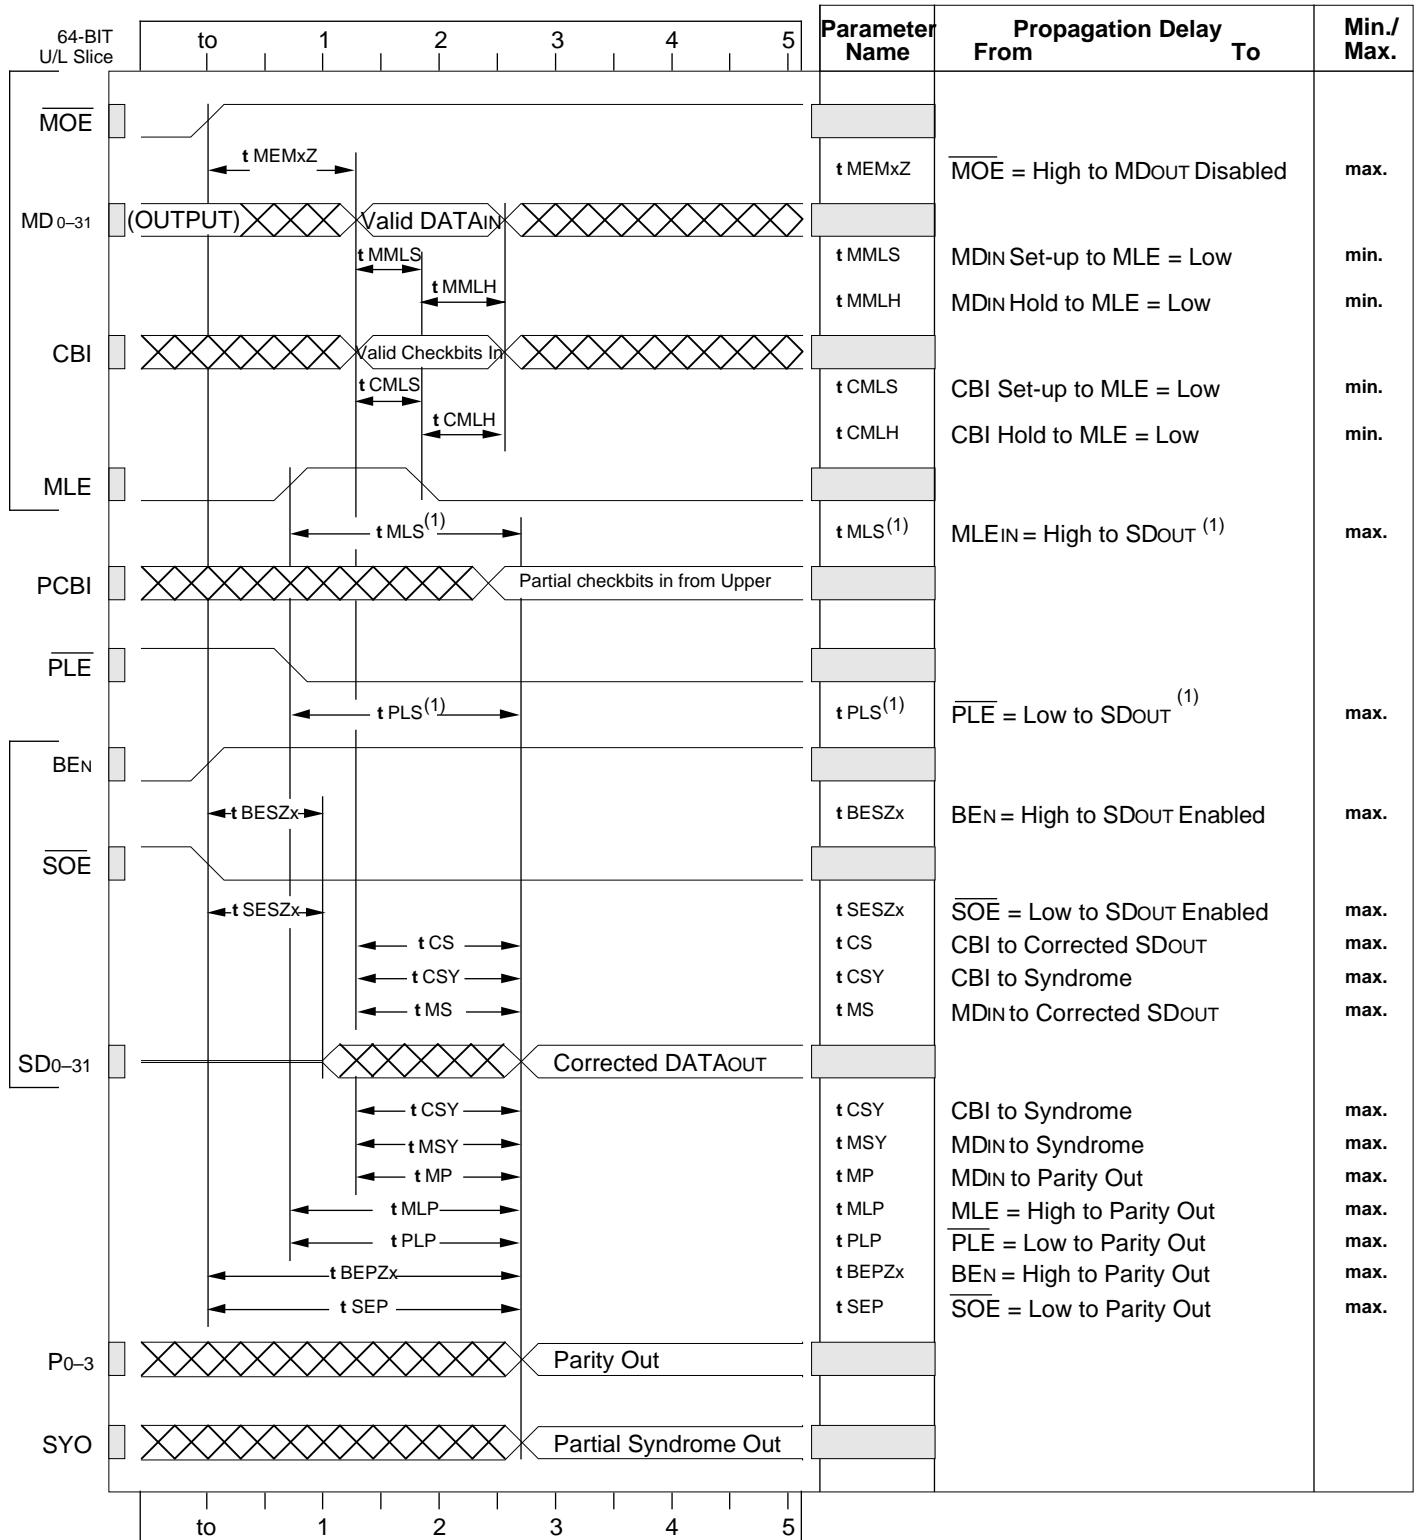 64-BIT
U/L Slice
to 1 2 3 4 5
Parameter
Name
Propagation Delay
From To
Min./
Max.
MOE
t MEMxZ
t MEMxZ MOE = High to MDOUT Disabled max.
MD 0–31 (OUTPUT) Valid DATAIN
t MMLS
t MMLS MDIN Set-up to MLE = Low min.
t MMLH
t MMLH MDIN Hold to MLE = Low min.
CBI Valid Checkbits In
t CMLS
t CMLS CBI Set-up to MLE = Low min.
t CMLH
t CMLH CBI Hold to MLE = Low min.
MLE
t MLS(1)
t MLS(1) MLEIN = High to SDOUT (1) max.
PCBI Partial checkbits in from Upper
PLE
t PLS(1)
t PLS(1) PLE = Low to SDOUT (1) max.
BEN
t BESZx
t BESZx BEN = High to SDOUT Enabled max.
SOE
t SESZx
t SESZx SOE = Low to SDOUT Enabled max.
t CS
t CS CBI to Corrected SDOUT max.
t CSY
t CSY CBI to Syndrome max.
t MS
t MS MDIN to Corrected SDOUT max.
SD0–31 Corrected DATAOUT
t CSY
t CSY CBI to Syndrome max.
t MSY
t MSY MDIN to Syndrome max.
t MP
t MP MDIN to Parity Out max.
t MLP
t MLP MLE = High to Parity Out max.
t PLP
t PLP PLE = Low to Parity Out max.
t BEPZx
t BEPZx BEN = High to Parity Out max.
t SEP
t SEP SOE = Low to Parity Out max.
P0–3 Parity Out
SYO Partial Syndrome Out
to 1 2 3 4 5